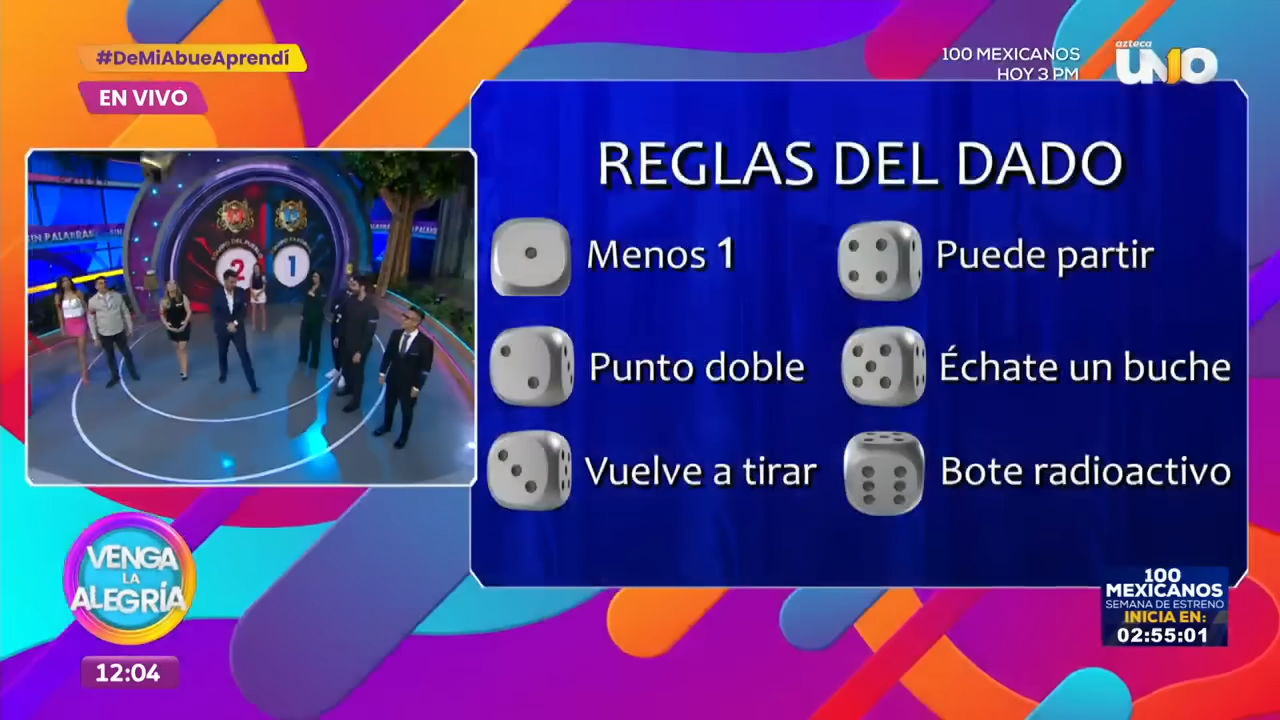 #DeMiAbueAprendí
EN VIVO
100 MEXICANOS
HOY 3 PM
azteca
UNO
REGLAS DEL DADO
Menos 1
Puede partir
Punto doble
Échate un buche
Vuelve a tirar
Bote radioactivo
SIN PALABRAS
2
1
VENGA
LA
ALEGRÍA
12:04
100
MEXICANOS
SEMANA DE ESTRENO
INICIA EN:
02:55:01